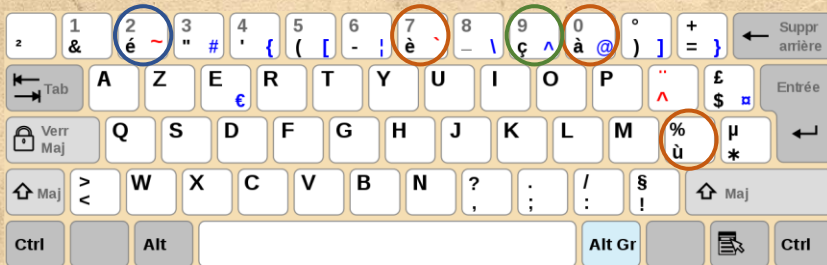 ² 1 & 2 é ~ 3 " # 4 ' { 5 ( [ 6 - ¦ 7 è ` 8 _ \ 9 ç ^ 0 à @ ° ) ] + = } Suppr arrière
Tab A Z E € R T Y U I O P ¨ ^ £ $ ¤ Entrée
Verr Maj Q S D F G H J K L M % ù µ *
Maj > < W X C V B N ? , . ; / : § ! Maj
Ctrl Alt Alt Gr Ctrl